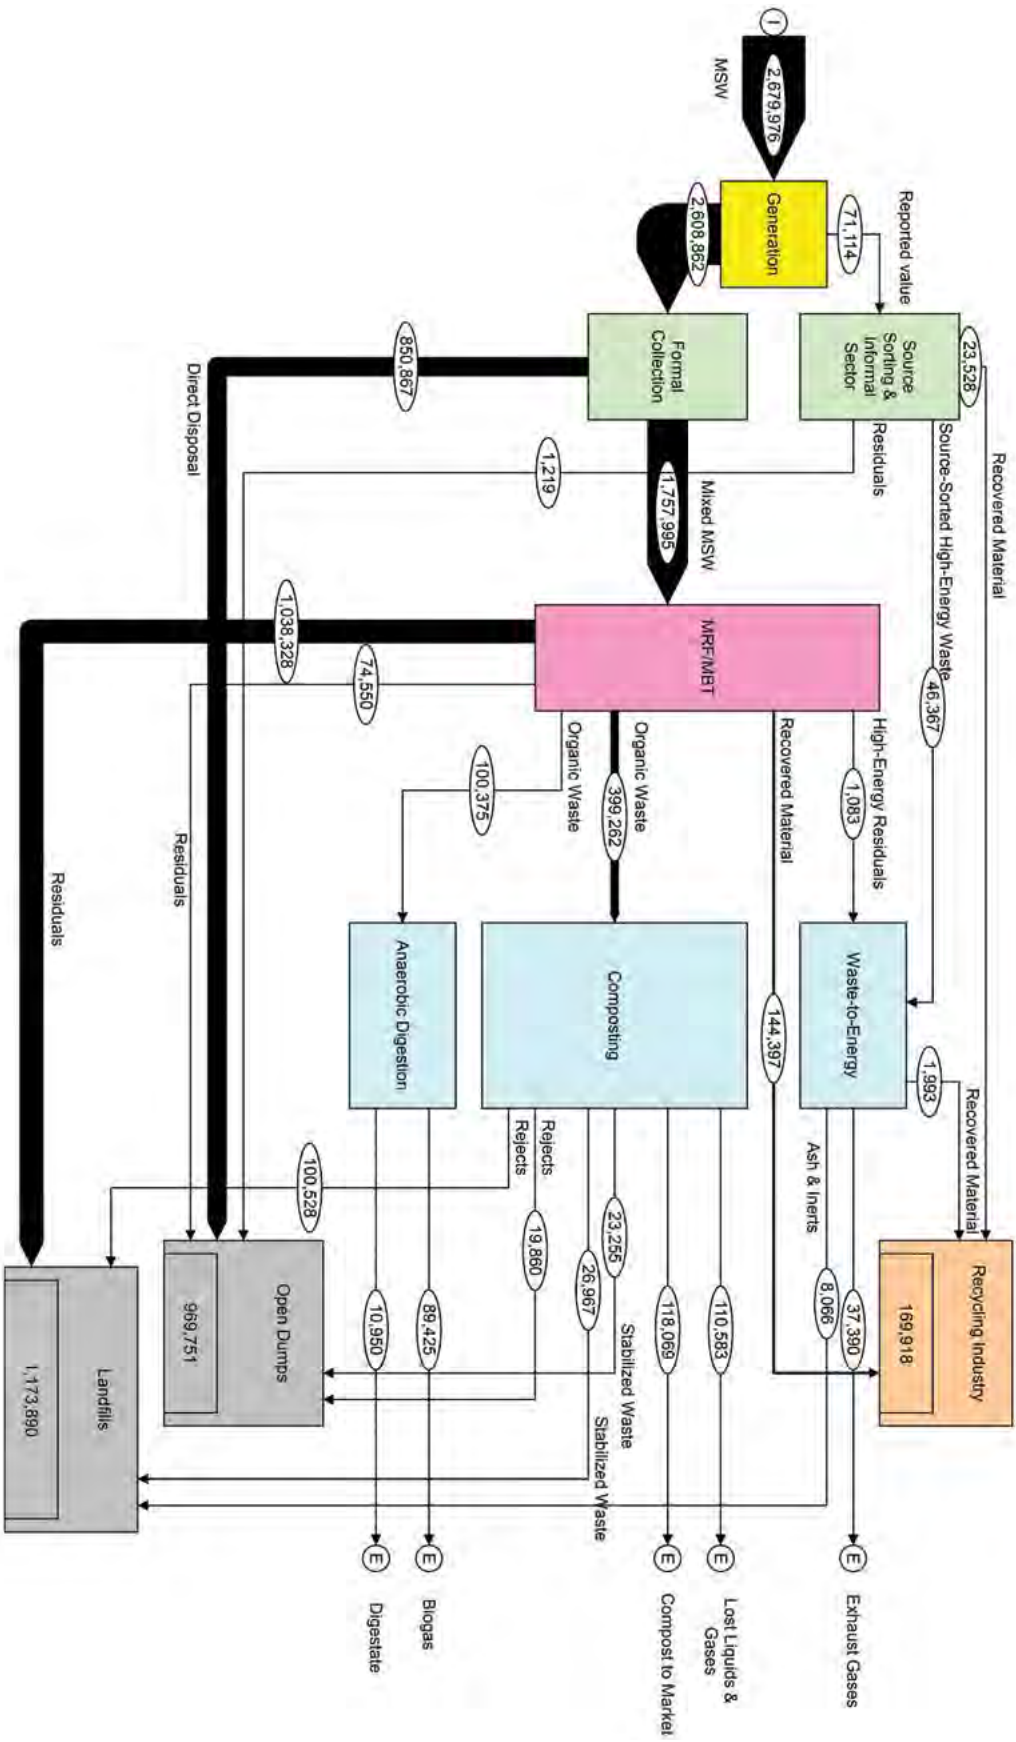 I
2,679,976
MSW
Generation
71,114
Reported value
2,608,862
Source
Sorting &
Informal
Sector
23,528
Recovered Material
Source-Sorted High-Energy Waste
46,367
Residuals
1,219
Formal
Collection
850,867
Direct Disposal
Mixed MSW
1,757,995
MRF/MBT
High-Energy Residuals
1,083
Recovered Material
144,397
Organic Waste
399,262
Organic Waste
100,375
74,550
Residuals
1,038,328
Residuals
Waste-to-Energy
1,993
Recovered Material
Ash & Inerts
8,066
37,390
Composting
110,583
118,069
23,255
Stabilized Waste
26,967
Stabilized Waste
Rejects
19,860
Rejects
100,528
Anaerobic Digestion
89,425
10,950
Recycling Industry
169,918
Open Dumps
969,751
Landfills
1,173,890
E
Exhaust Gases
E
Lost Liquids &
Gases
E
Compost to Market
E
Biogas
E
Digestate